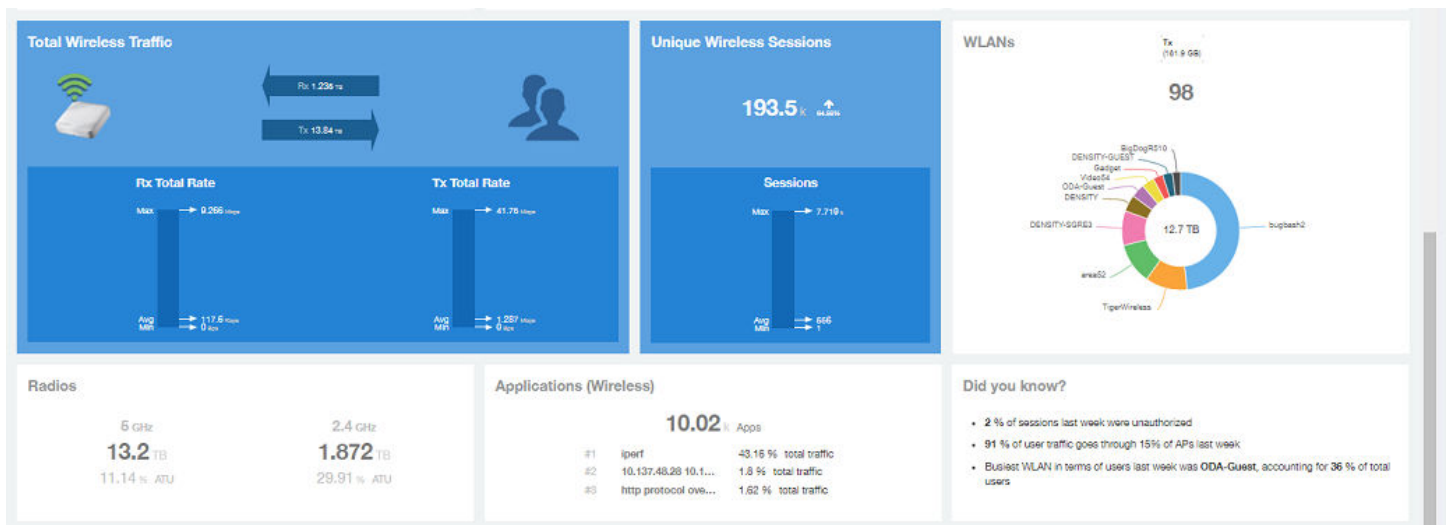 Total Wireless Traffic
Rx 1.236 TB
Tx 13.84 TB
Rx Total Rate
Max 9.266 Mbps
Avg 117.6 Kbps
Min 0 bps
Tx Total Rate
Max 41.75 Mbps
Avg 1.287 Mbps
Min 0 bps
Unique Wireless Sessions
193.5 k
Sessions
Max 7.719 k
Avg 666
Min 1
WLANs
Tx
(161.9 GB)
98
BigDogR510
DENSITY-GUEST
Gadget
Video54
ODA-Guest
DENSITY
DENSITY-SGRE3
12.7 TB
bugbash2
area52
TigerWireless
Radios
5 GHz
13.2 TB
11.14 % ATU
2.4 GHz
1.872 TB
29.91 % ATU
Applications (Wireless)
10.02 k Apps
#1 iperf 43.16 % total traffic
#2 10.137.48.28 10.1... 1.8 % total traffic
#3 http protocol ove... 1.62 % total traffic
Did you know?
• 2 % of sessions last week were unauthorized
• 91 % of user traffic goes through 15% of APs last week
• Busiest WLAN in terms of users last week was ODA-Guest, accounting for 36 % of total
users